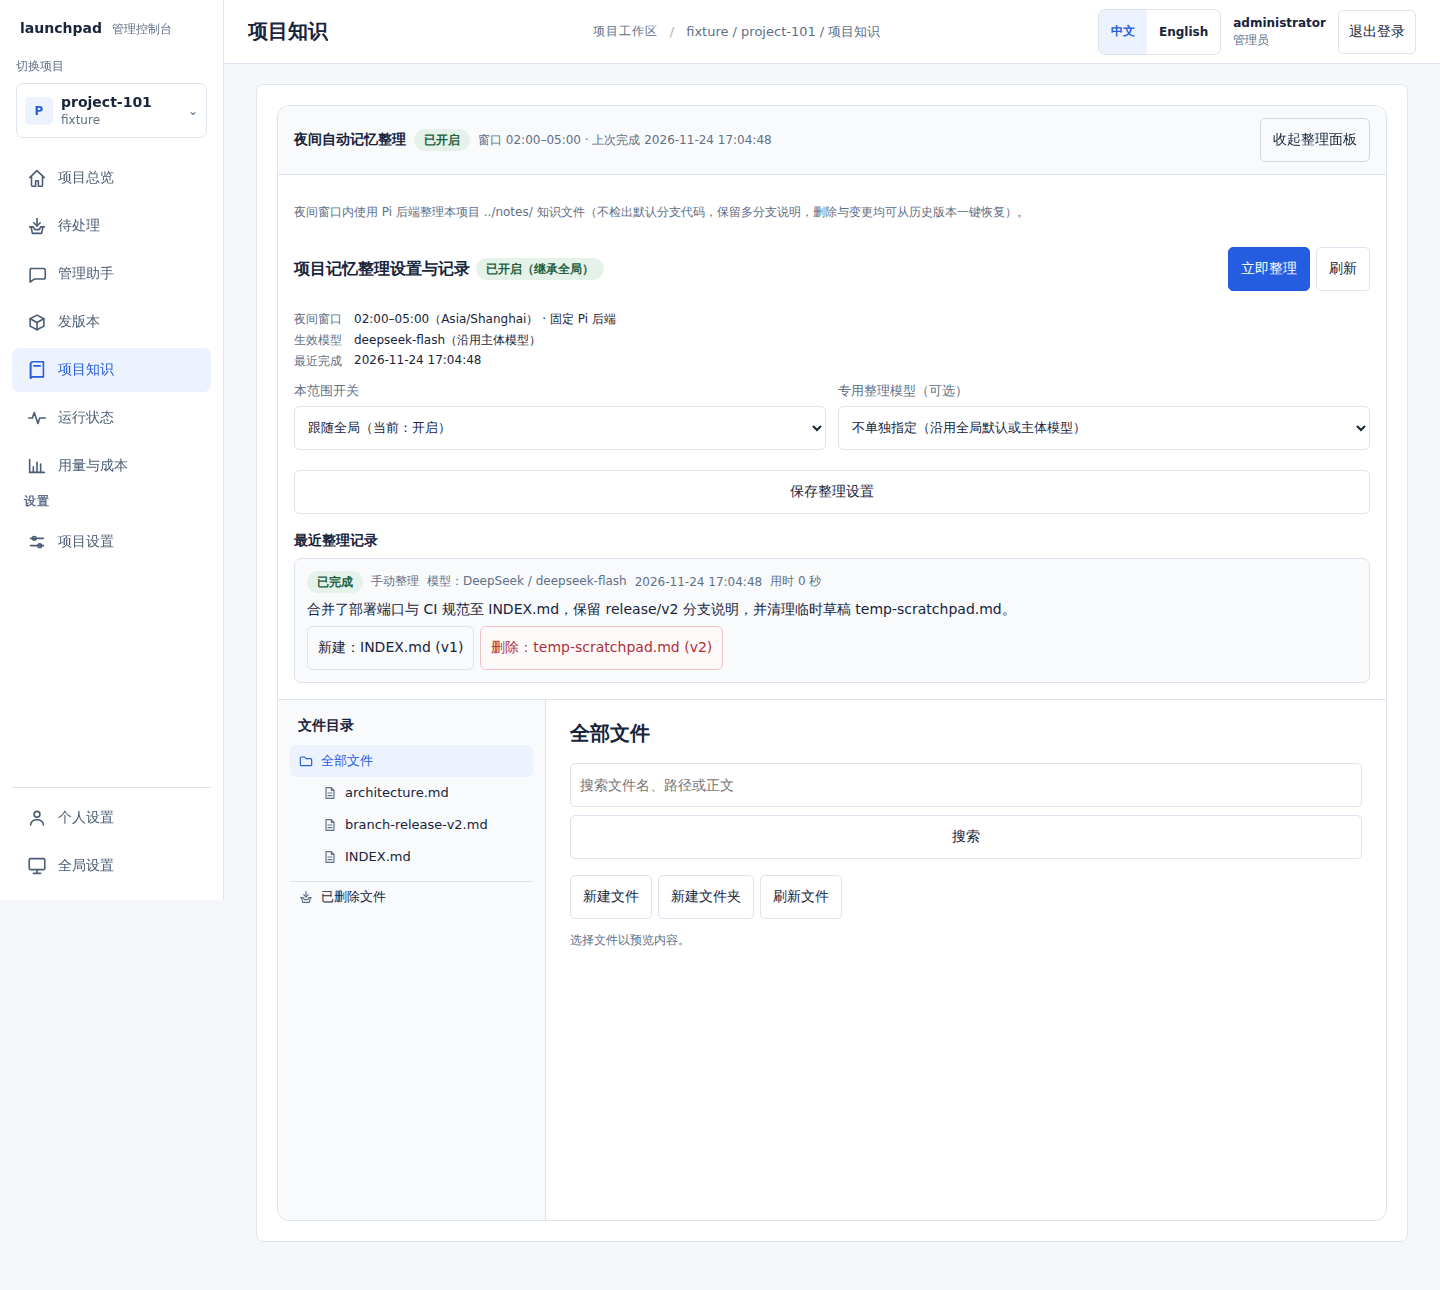 launchpad 管理控制台
切换项目
P
project-101
fixture
项目总览
待处理
管理助手
发版本
项目知识
运行状态
用量与成本
设置
项目设置
个人设置
全局设置
项目知识
项目工作区 / fixture / project-101 / 项目知识
中文 English
administrator
管理员
退出登录
夜间自动记忆整理 已开启 窗口 02:00–05:00 · 上次完成 2026-11-24 17:04:48
收起整理面板
夜间窗口内使用 Pi 后端整理本项目 ../notes/ 知识文件（不检出默认分支代码，保留多分支说明，删除与变更均可从历史版本一键恢复）。
项目记忆整理设置与记录 已开启（继承全局）
立即整理 刷新
夜间窗口 02:00–05:00（Asia/Shanghai） · 固定 Pi 后端
生效模型 deepseek-flash（沿用主体模型）
最近完成 2026-11-24 17:04:48
本范围开关
跟随全局（当前：开启）
专用整理模型（可选）
不单独指定（沿用全局默认或主体模型）
保存整理设置
最近整理记录
已完成 手动整理 模型：DeepSeek / deepseek-flash 2026-11-24 17:04:48 用时 0 秒
合并了部署端口与 CI 规范至 INDEX.md，保留 release/v2 分支说明，并清理临时草稿 temp-scratchpad.md。
新建：INDEX.md (v1) 删除：temp-scratchpad.md (v2)
文件目录
全部文件
architecture.md
branch-release-v2.md
INDEX.md
已删除文件
全部文件
搜索文件名、路径或正文
搜索
新建文件 新建文件夹 刷新文件
选择文件以预览内容。